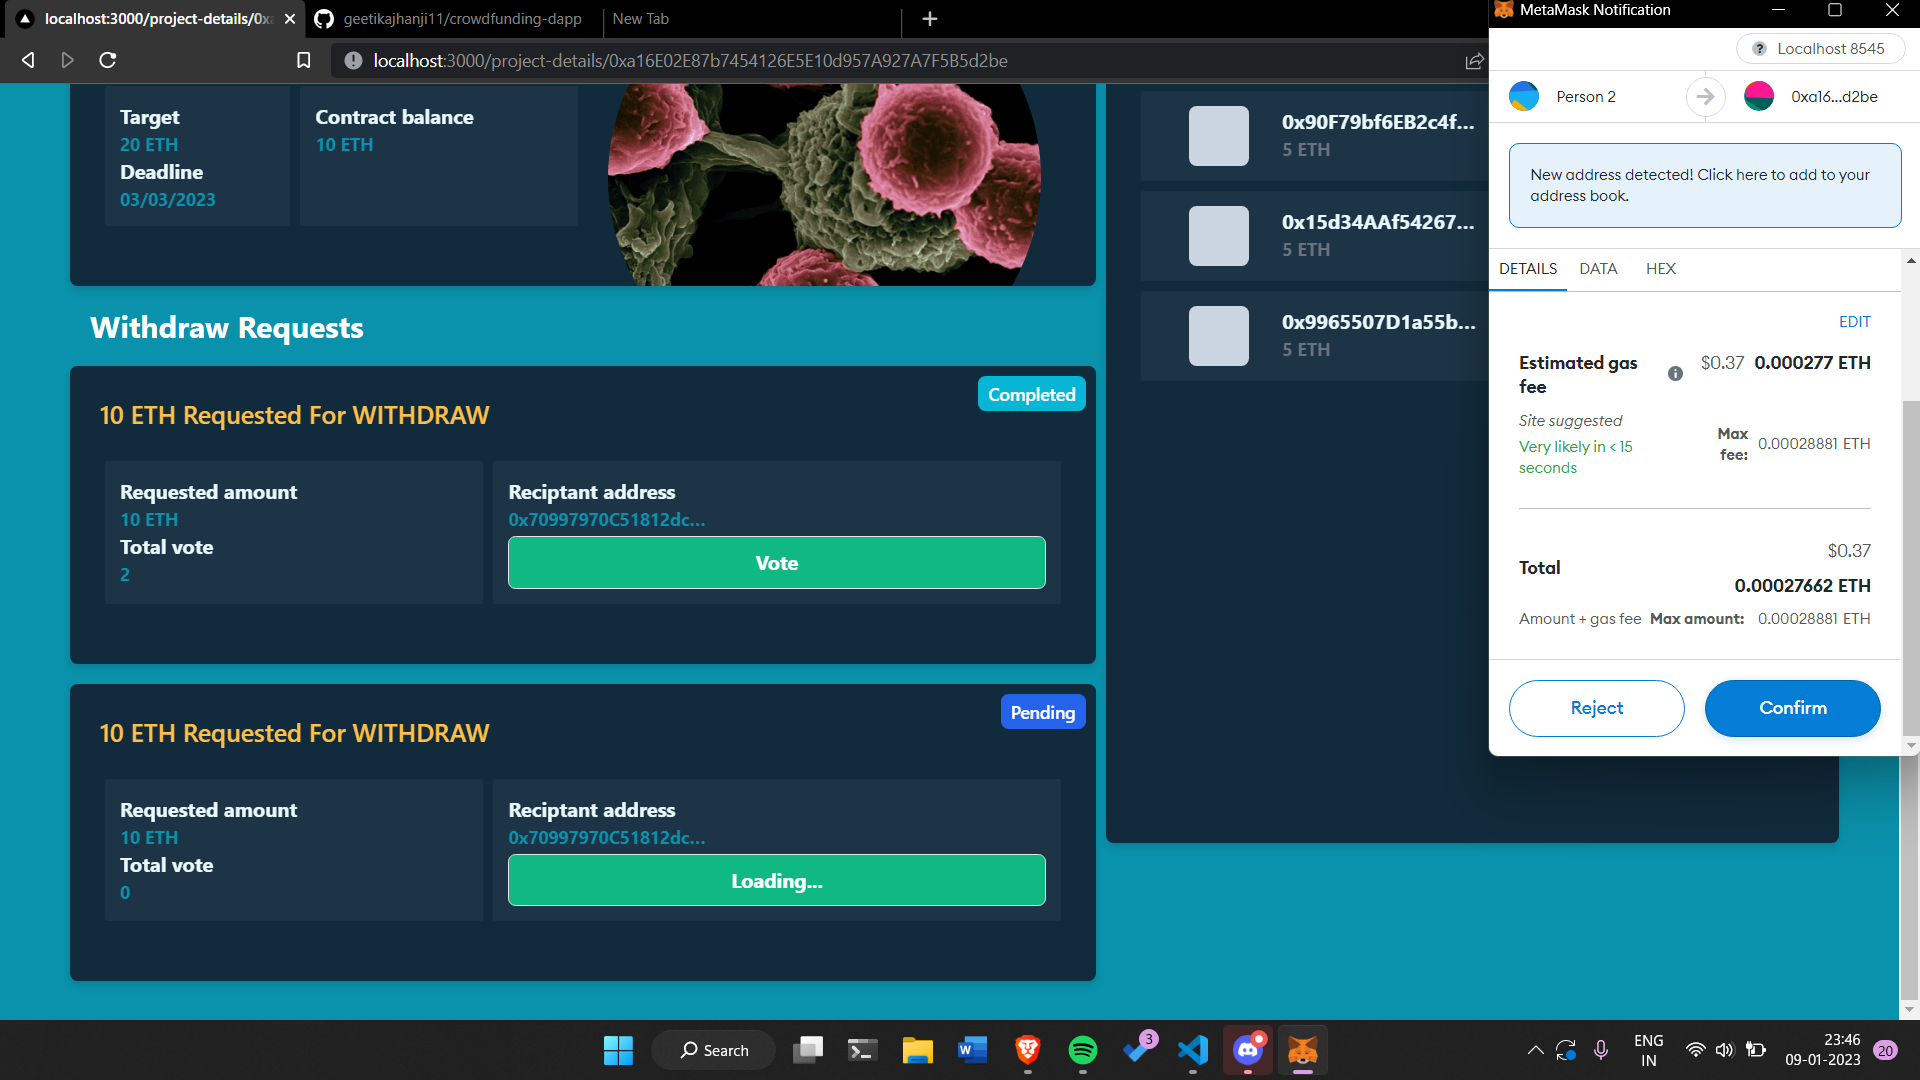 localhost:3000/project-details/0xa
geetikajhanji11/crowdfunding-dapp
New Tab
localhost:3000/project-details/0xa16E02E87b7454126E5E10d957A927A7F5B5d2be
Target
20 ETH
Deadline
03/03/2023
Contract balance
10 ETH
Withdraw Requests
Completed
10 ETH Requested For WITHDRAW
Requested amount
10 ETH
Total vote
2
Reciptant address
0x70997970C51812dc...
Vote
Pending
10 ETH Requested For WITHDRAW
Requested amount
10 ETH
Total vote
0
Reciptant address
0x70997970C51812dc...
Loading...
0x90F79bf6EB2c4f...
5 ETH
0x15d34AAf54267...
5 ETH
0x9965507D1a55b...
5 ETH
MetaMask Notification
Localhost 8545
Person 2
0xa16...d2be
New address detected! Click here to add to your
address book.
DETAILS DATA HEX
EDIT
Estimated gas
fee
$0.37 0.000277 ETH
Site suggested
Very likely in < 15
seconds
Max
fee:
0.00028881 ETH
$0.37
Total
0.00027662 ETH
Amount + gas fee Max amount: 0.00028881 ETH
Reject
Confirm
Search
3
ENG
IN
23:46
09-01-2023
20